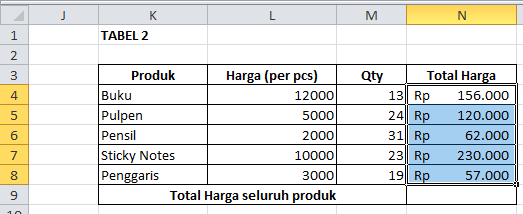 J K L M N
1 TABEL 2
2
3 Produk Harga (per pcs) Qty Total Harga
4 Buku 12000 13 Rp 156.000
5 Pulpen 5000 24 Rp 120.000
6 Pensil 2000 31 Rp 62.000
7 Sticky Notes 10000 23 Rp 230.000
8 Penggaris 3000 19 Rp 57.000
9 Total Harga seluruh produk